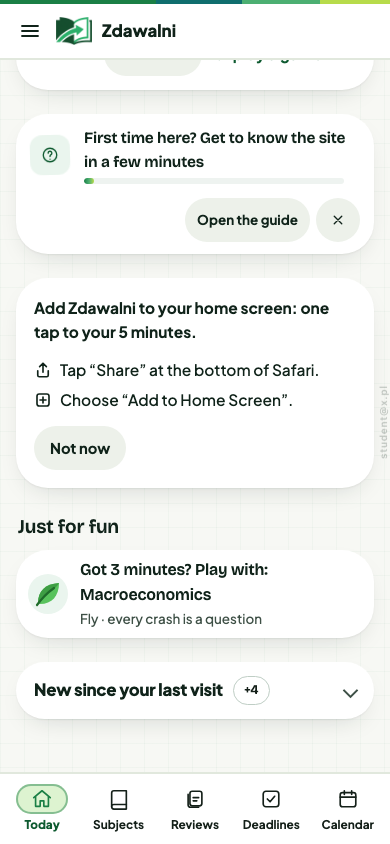 Zdawalni
First time here? Get to know the site
in a few minutes
Open the guide
Add Zdawalni to your home screen: one
tap to your 5 minutes.
Tap “Share” at the bottom of Safari.
Choose “Add to Home Screen”.
Not now
student@x.pl
Just for fun
Got 3 minutes? Play with:
Macroeconomics
Fly · every crash is a question
New since your last visit +4
Today Subjects Reviews Deadlines Calendar